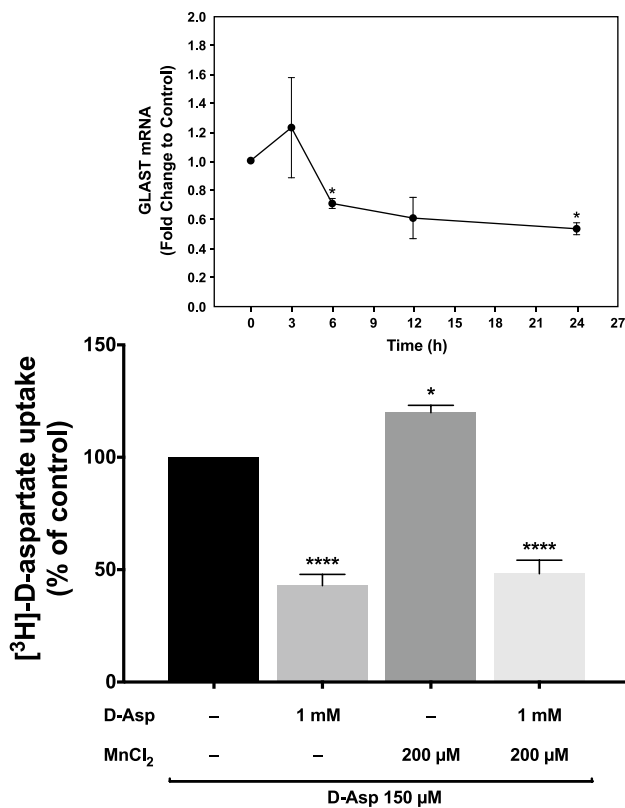 GLAST mRNA
(Fold Change to Control)
2.0
1.8
1.6
1.4
1.2
1.0
0.8
0.6
0.4
0.2
0.0
*
*
0 3 6 9 12 15 18 21 24 27
Time (h)
[³H]-D-aspartate uptake
(% of control)
150
100
50
0
****
*
****
D-Asp – 1 mM – 1 mM
MnCl₂ – – 200 µM 200 µM
D-Asp 150 µM